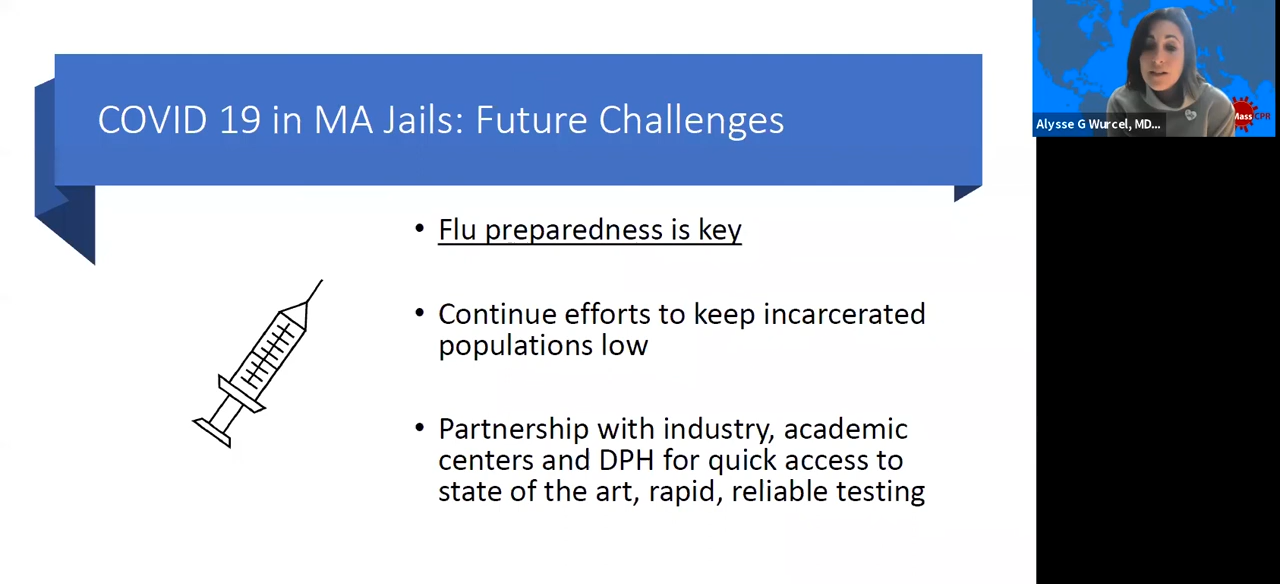 COVID 19 in MA Jails: Future Challenges
• Flu preparedness is key
• Continue efforts to keep incarcerated
populations low
• Partnership with industry, academic
centers and DPH for quick access to
state of the art, rapid, reliable testing
Alysse G Wurcel, MD...
MassCPR